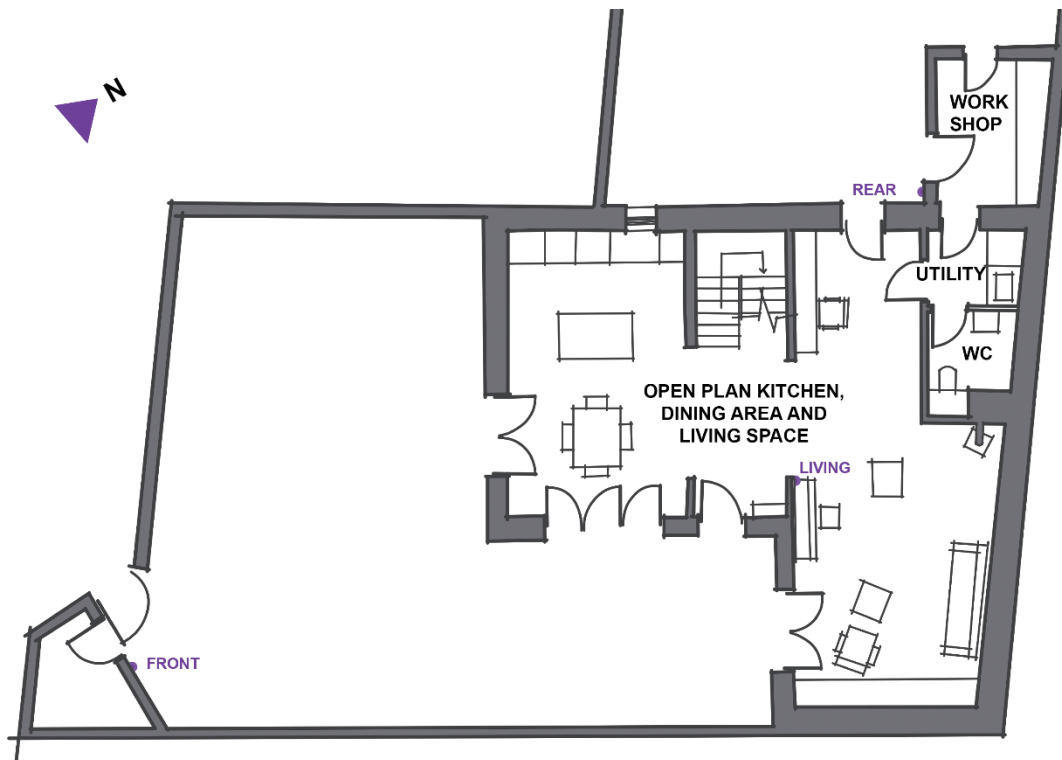 N
WORK
SHOP
REAR
UTILITY
WC
OPEN PLAN KITCHEN,
DINING AREA AND
LIVING SPACE
LIVING
FRONT